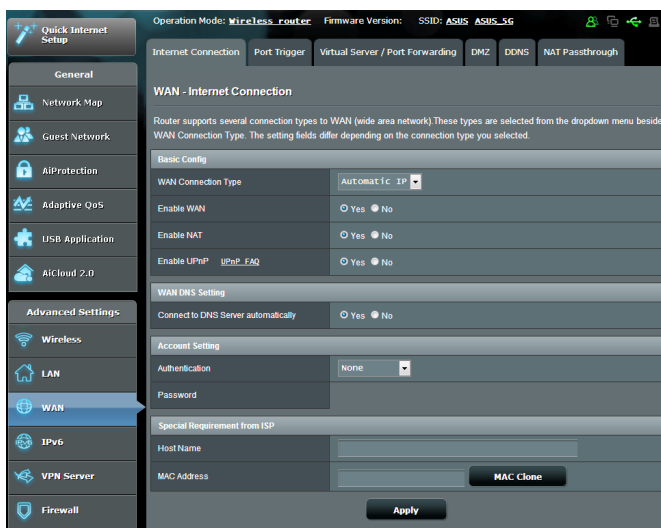 Quick Internet Setup
Operation Mode: Wireless router Firmware Version: SSID: ASUS ASUS_5G
Internet Connection Port Trigger Virtual Server / Port Forwarding DMZ DDNS NAT Passthrough
General
Network Map
Guest Network
AiProtection
Adaptive QoS
USB Application
AiCloud 2.0
Advanced Settings
Wireless
LAN
WAN
IPv6
VPN Server
Firewall
WAN - Internet Connection
Router supports several connection types to WAN (wide area network).These types are selected from the dropdown menu beside
WAN Connection Type. The setting fields differ depending on the connection type you selected.
Basic Config
WAN Connection Type Automatic IP
Enable WAN Yes No
Enable NAT Yes No
Enable UPnP UPnP FAQ Yes No
WAN DNS Setting
Connect to DNS Server automatically Yes No
Account Setting
Authentication None
Password
Special Requirement from ISP
Host Name
MAC Address MAC Clone
Apply